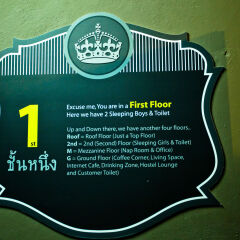 1
ST
ชั้นหนึ่ง
Excuse me, You are in a First Floor
Here we have 2 Sleeping Boys & Toilet
Up and Down there, we have another four floors..
Roof = Roof Floor (Just a Top Floor)
2nd = 2nd (Second) Floor (Sleeping Girls & Toilet)
M = Mezzanine Floor (Nap Room & Office)
G = Ground Floor (Coffee Corner, Living Space,
Internet Cafe, Drinking Zone, Hostel Lounge
and Customer Toilet)